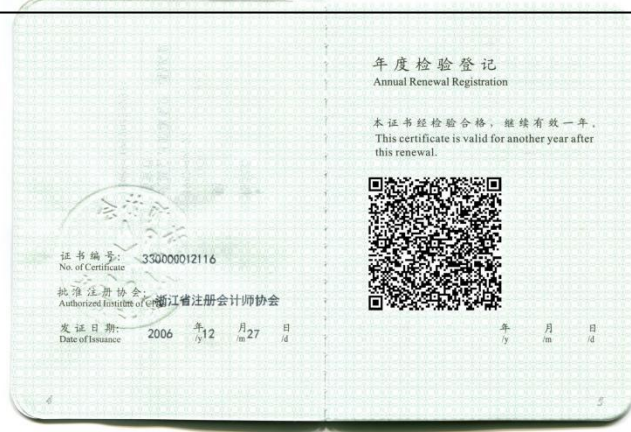 证书编号: 330000012116
No. of Certificate
批准注册协会: 浙江省注册会计师协会
Authorized Institute of CPAs
发证日期: 2006 年 12 月 27 日
Date of Issuance /y /m /d
4
年度检验登记
Annual Renewal Registration
本证书经检验合格，继续有效一年。
This certificate is valid for another year after
this renewal.
年 月 日
/y /m /d
5